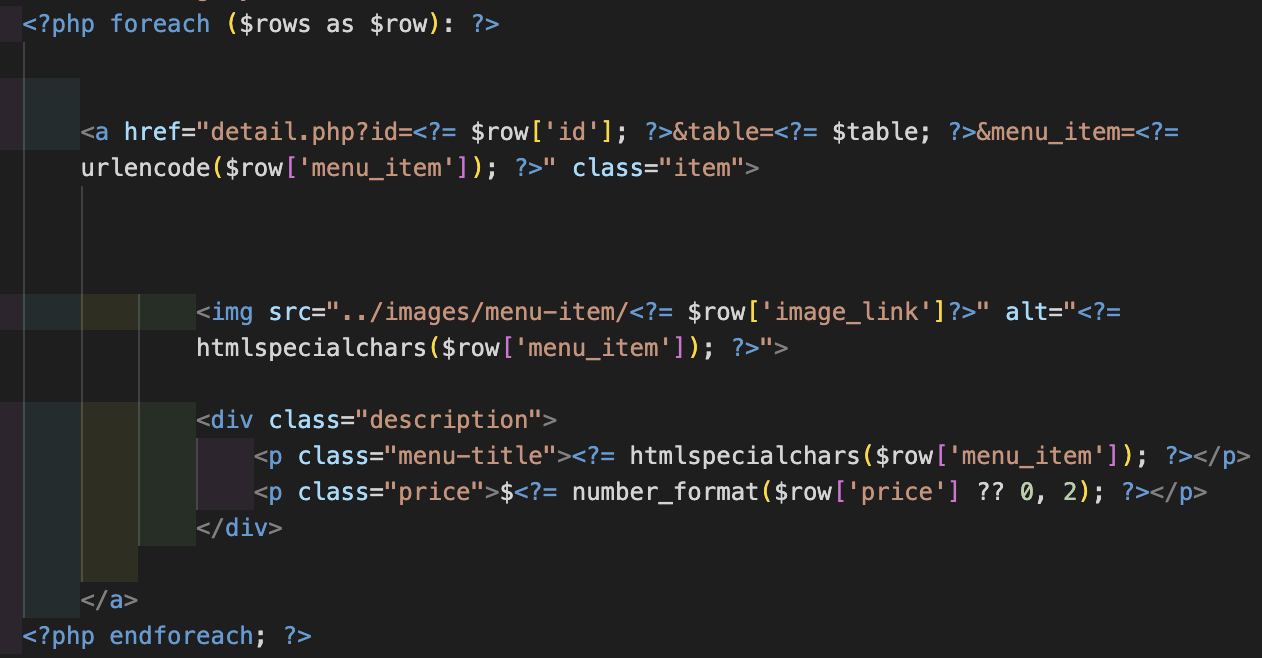 <?php foreach ($rows as $row): ?>
<a href="detail.php?id=<?= $row['id']; ?>&table=<?= $table; ?>&menu_item=<?=
urlencode($row['menu_item']); ?>" class="item">
<img src="../images/menu-item/<?= $row['image_link']?>" alt="<?=
htmlspecialchars($row['menu_item']); ?>">
<div class="description">
<p class="menu-title"><?= htmlspecialchars($row['menu_item']); ?></p>
<p class="price">$<?= number_format($row['price'] ?? 0, 2); ?></p>
</div>
</a>
<?php endforeach; ?>